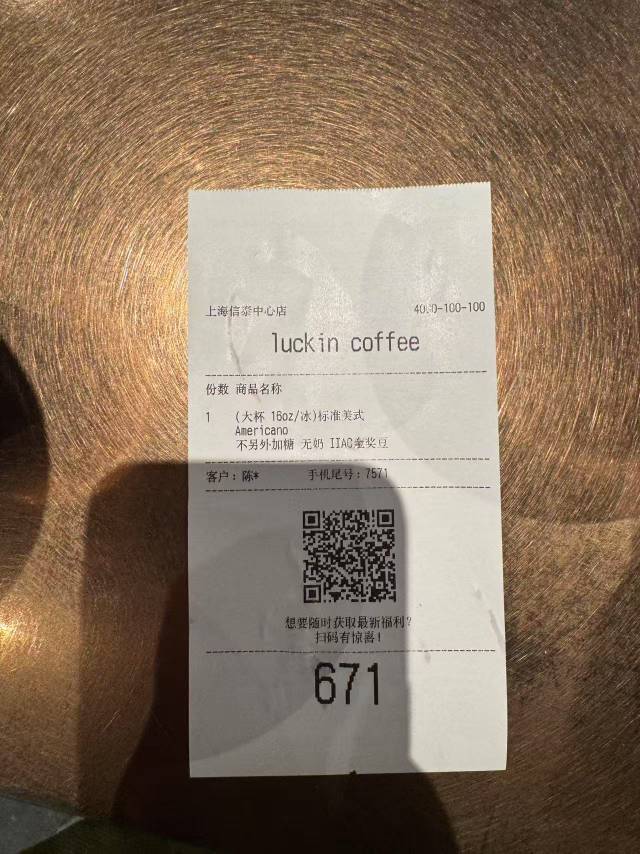 上海信泰中心店 4000-100-100
luckin coffee
份数 商品名称
1 (大杯 16oz/冰)标准美式
Americano
不另外加糖 无奶 IIAC金奖豆
客户：陈* 手机尾号：7571
想要随时获取最新福利？
扫码有惊喜！
671